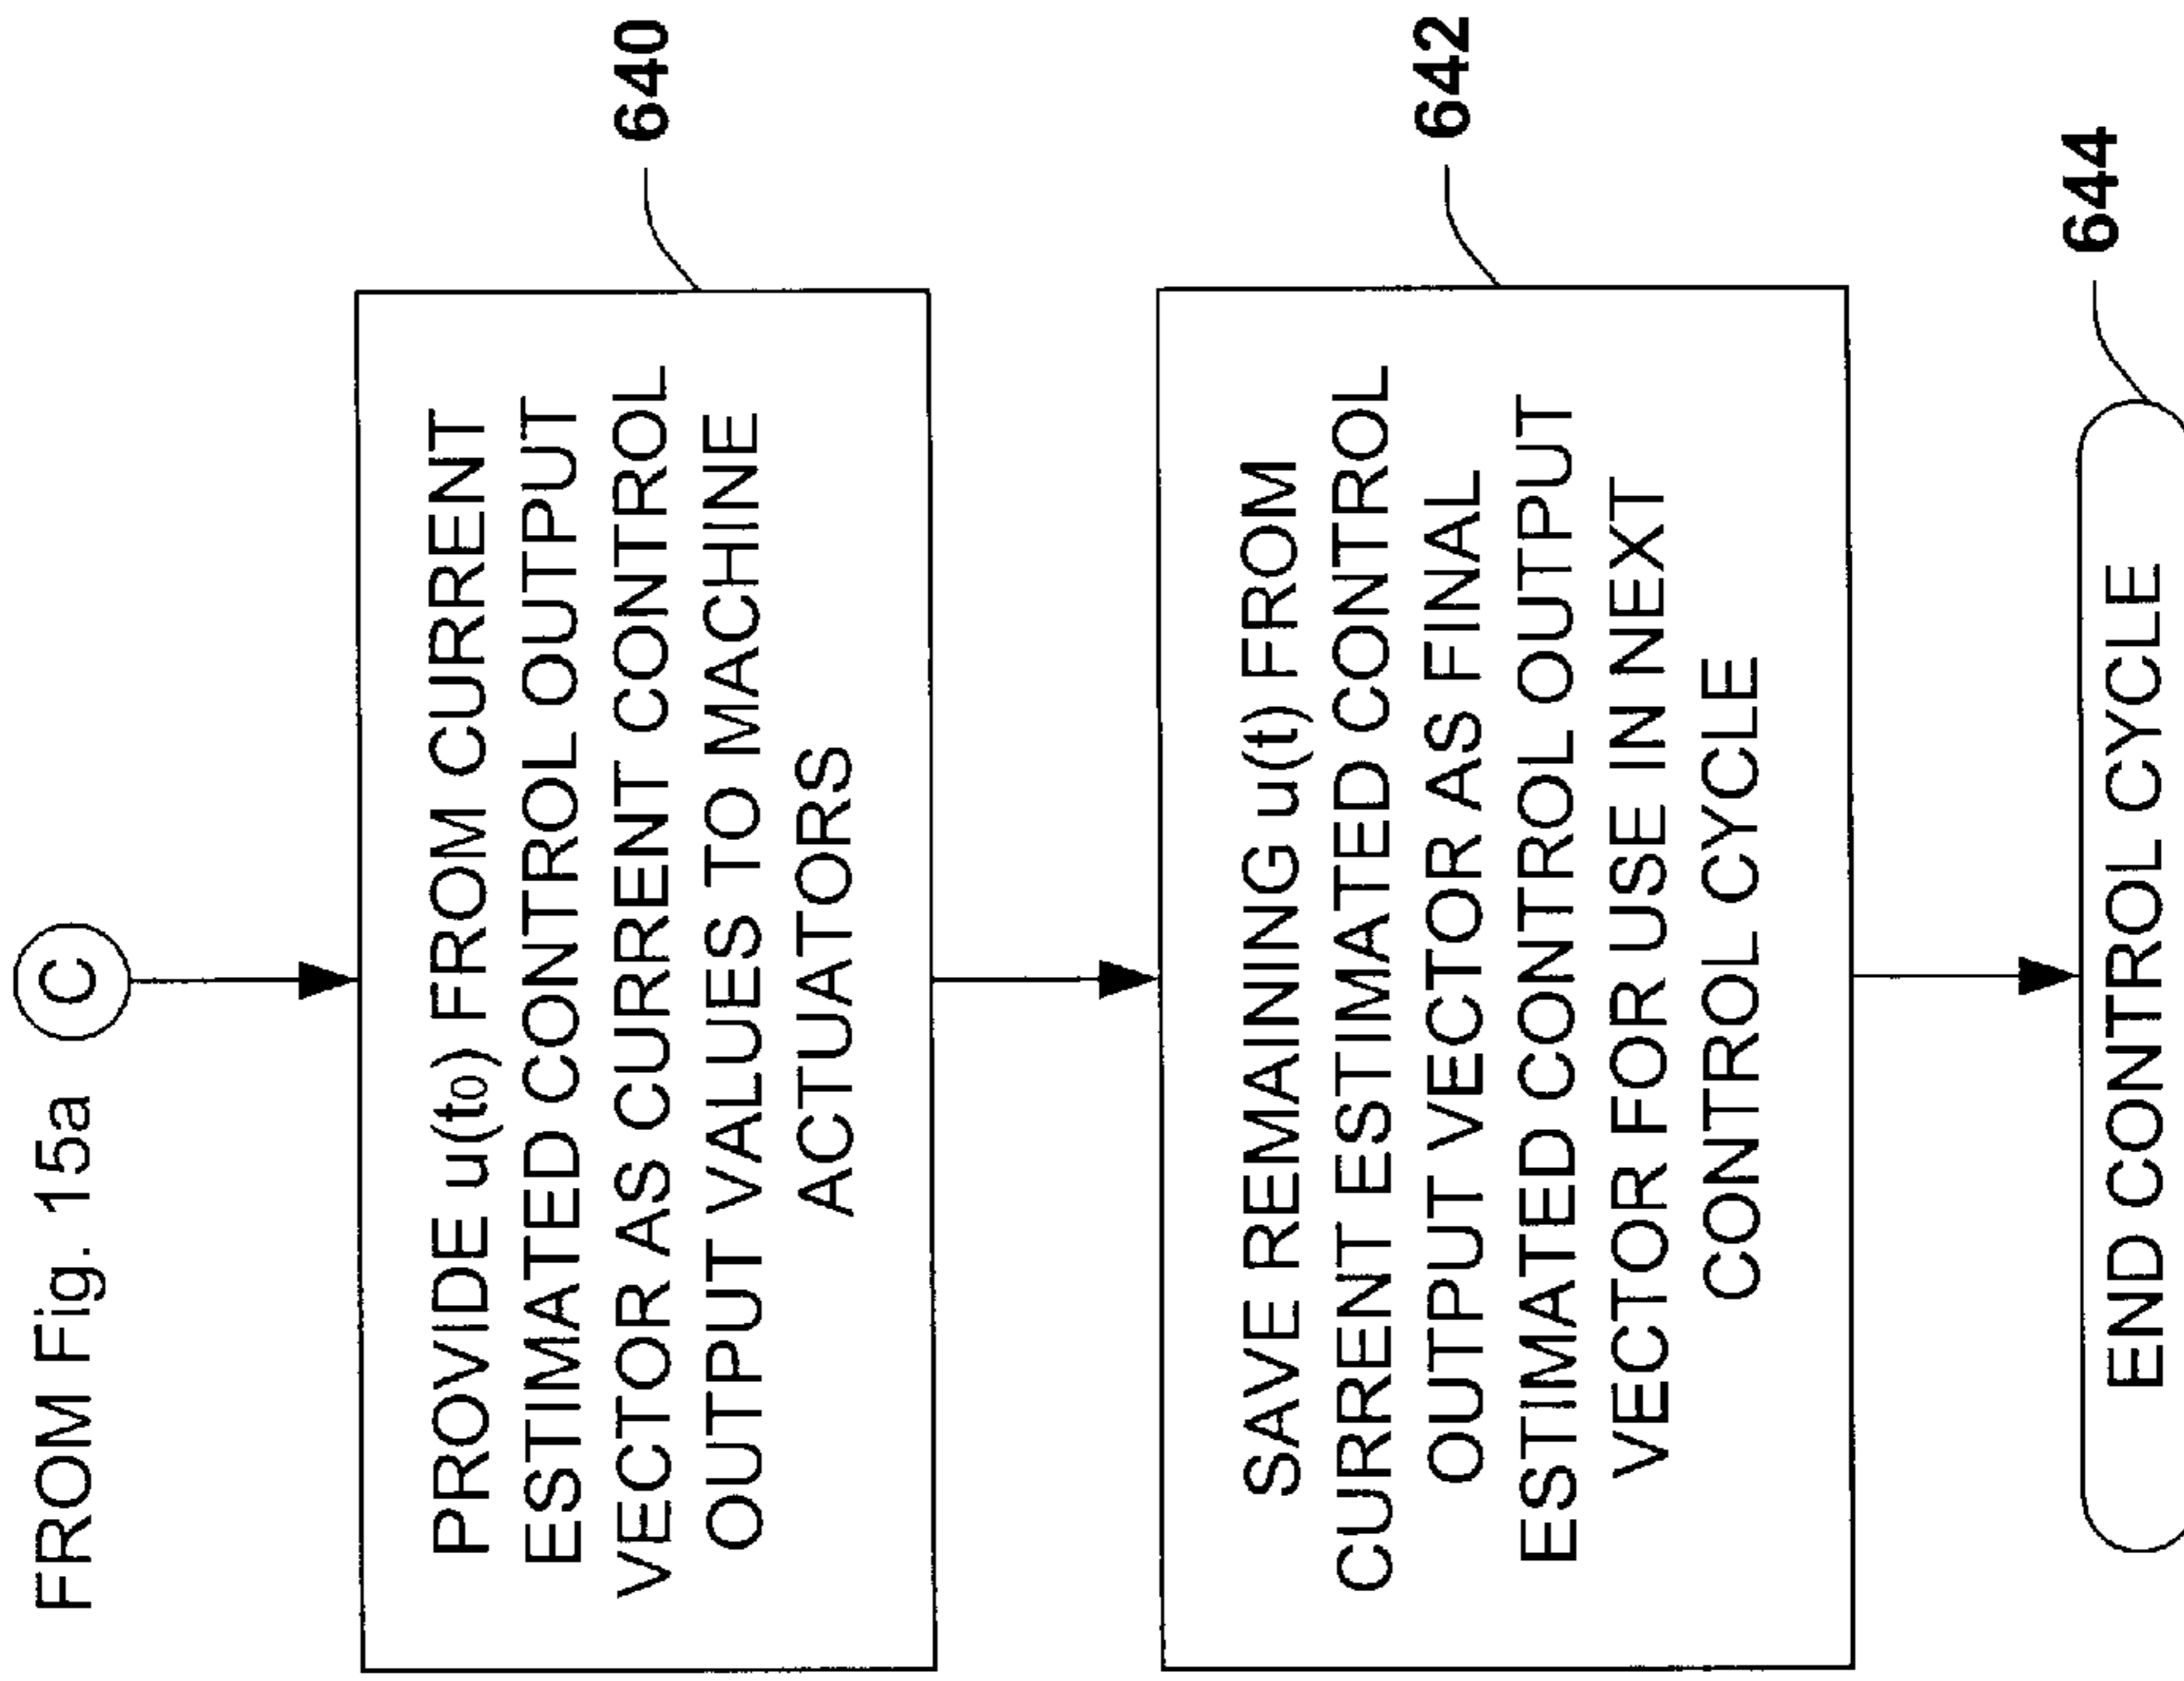 FROM Fig. 15a C
PROVIDE u(t₀) FROM CURRENT
ESTIMATED CONTROL OUTPUT
VECTOR AS CURRENT CONTROL
OUTPUT VALUES TO MACHINE
ACTUATORS
640
SAVE REMAINING u(t) FROM
CURRENT ESTIMATED CONTROL
OUTPUT VECTOR AS FINAL
ESTIMATED CONTROL OUTPUT
VECTOR FOR USE IN NEXT
CONTROL CYCLE
642
END CONTROL CYCLE
644